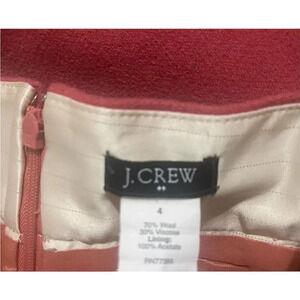 J.CREW
4
70% Wool
30% Viscose
Lining:
100% Acetate